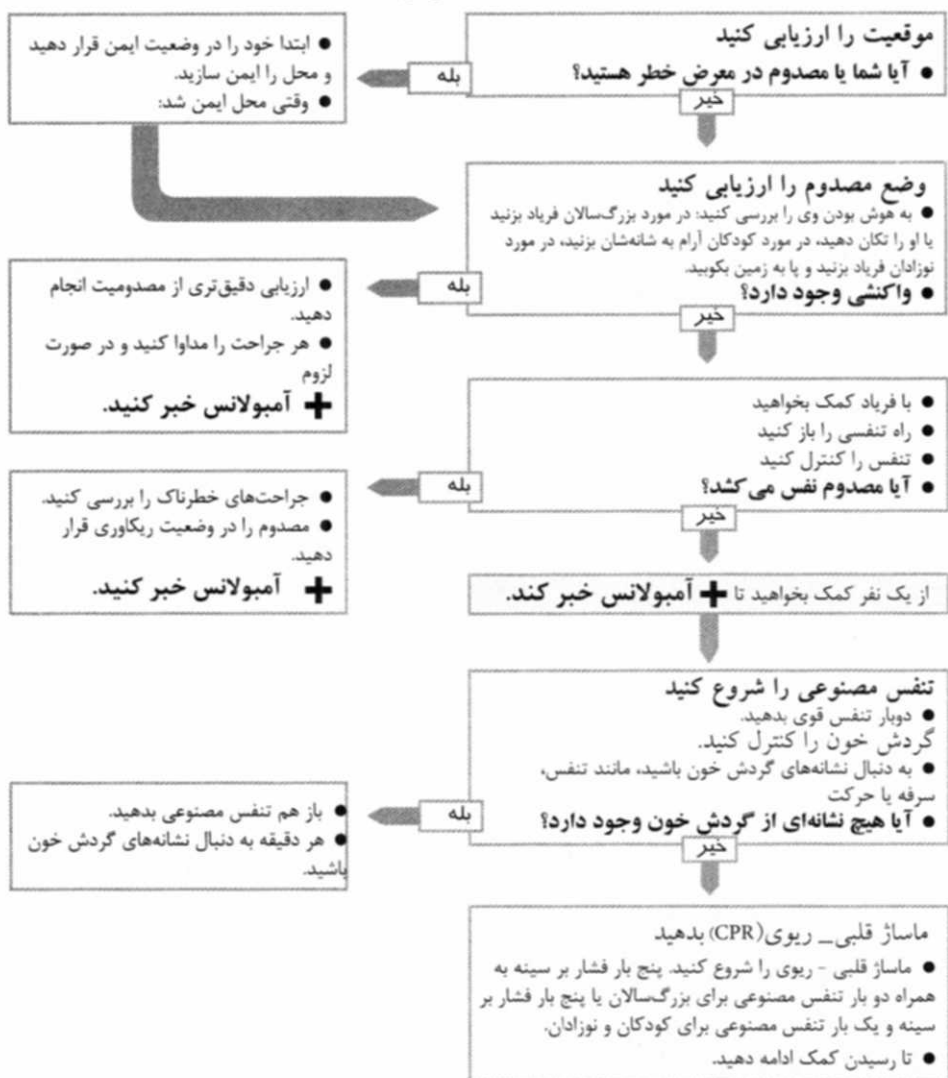 موقعیت را ارزیابی کنید
● آیا شما یا مصدوم در معرض خطر هستید؟
بله
● ابتدا خود را در وضعیت ایمن قرار دهید
و محل را ایمن سازید.
● وقتی محل ایمن شد:
خیر
وضع مصدوم را ارزیابی کنید
● به هوش بودن وی را بررسی کنید: در مورد بزرگ‌سالان فریاد بزنید
یا او را تکان دهید، در مورد کودکان آرام به شانه‌شان بزنید، در مورد
نوزادان فریاد بزنید و پا به زمین بکوبید.
● واکنشی وجود دارد؟
بله
● ارزیابی دقیق‌تری از مصدومیت انجام
دهید.
● هر جراحت را مداوا کنید و در صورت
لزوم
✚ آمبولانس خبر کنید.
خیر
● با فریاد کمک بخواهید
● راه تنفسی را باز کنید
● تنفس را کنترل کنید
● آیا مصدوم نفس می‌کشد؟
بله
● جراحت‌های خطرناک را بررسی کنید.
● مصدوم را در وضعیت ریکاوری قرار
دهید.
✚ آمبولانس خبر کنید.
خیر
از یک نفر کمک بخواهید تا ✚ آمبولانس خبر کند.
تنفس مصنوعی را شروع کنید
● دوبار تنفس قوی بدهید.
گردش خون را کنترل کنید.
● به دنبال نشانه‌های گردش خون باشید، مانند تنفس،
سرفه یا حرکت
● آیا هیچ نشانه‌ای از گردش خون وجود دارد؟
بله
● باز هم تنفس مصنوعی بدهید.
● هر دقیقه به دنبال نشانه‌های گردش خون
باشید.
خیر
ماساژ قلبی_ ریوی(CPR) بدهید
● ماساژ قلبی - ریوی را شروع کنید. پنج بار فشار بر سینه به
همراه دو بار تنفس مصنوعی برای بزرگ‌سالان یا پنج بار فشار بر
سینه و یک بار تنفس مصنوعی برای کودکان و نوزادان.
● تا رسیدن کمک ادامه دهید.